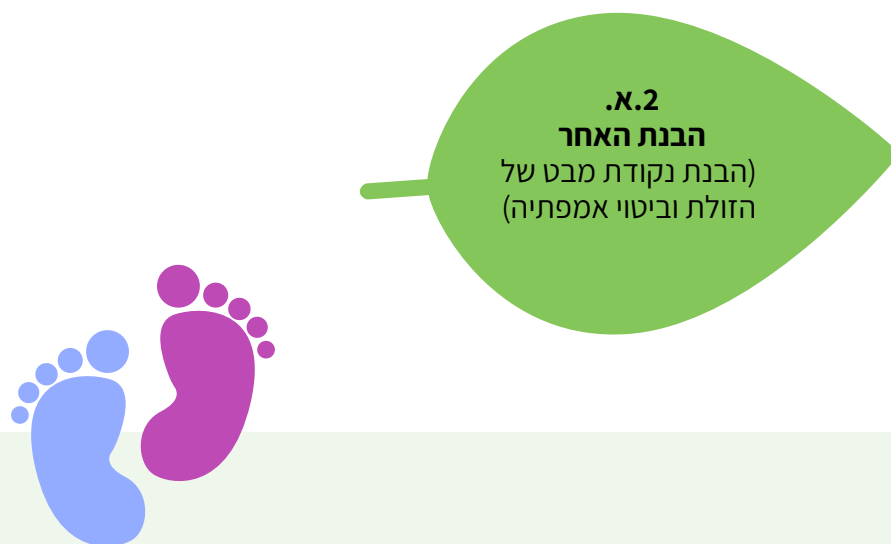 2.א.
הבנת האחר
(הבנת נקודת מבט של
הזולת וביטוי אמפתיה)